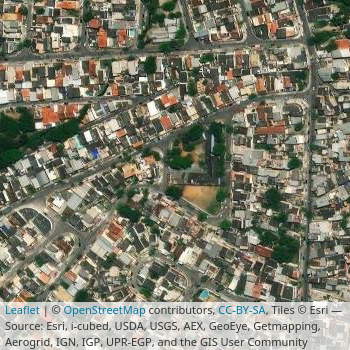 Leaflet | © OpenStreetMap contributors, CC-BY-SA, Tiles © Esri —
Source: Esri, i-cubed, USDA, USGS, AEX, GeoEye, Getmapping,
Aerogrid, IGN, IGP, UPR-EGP, and the GIS User Community